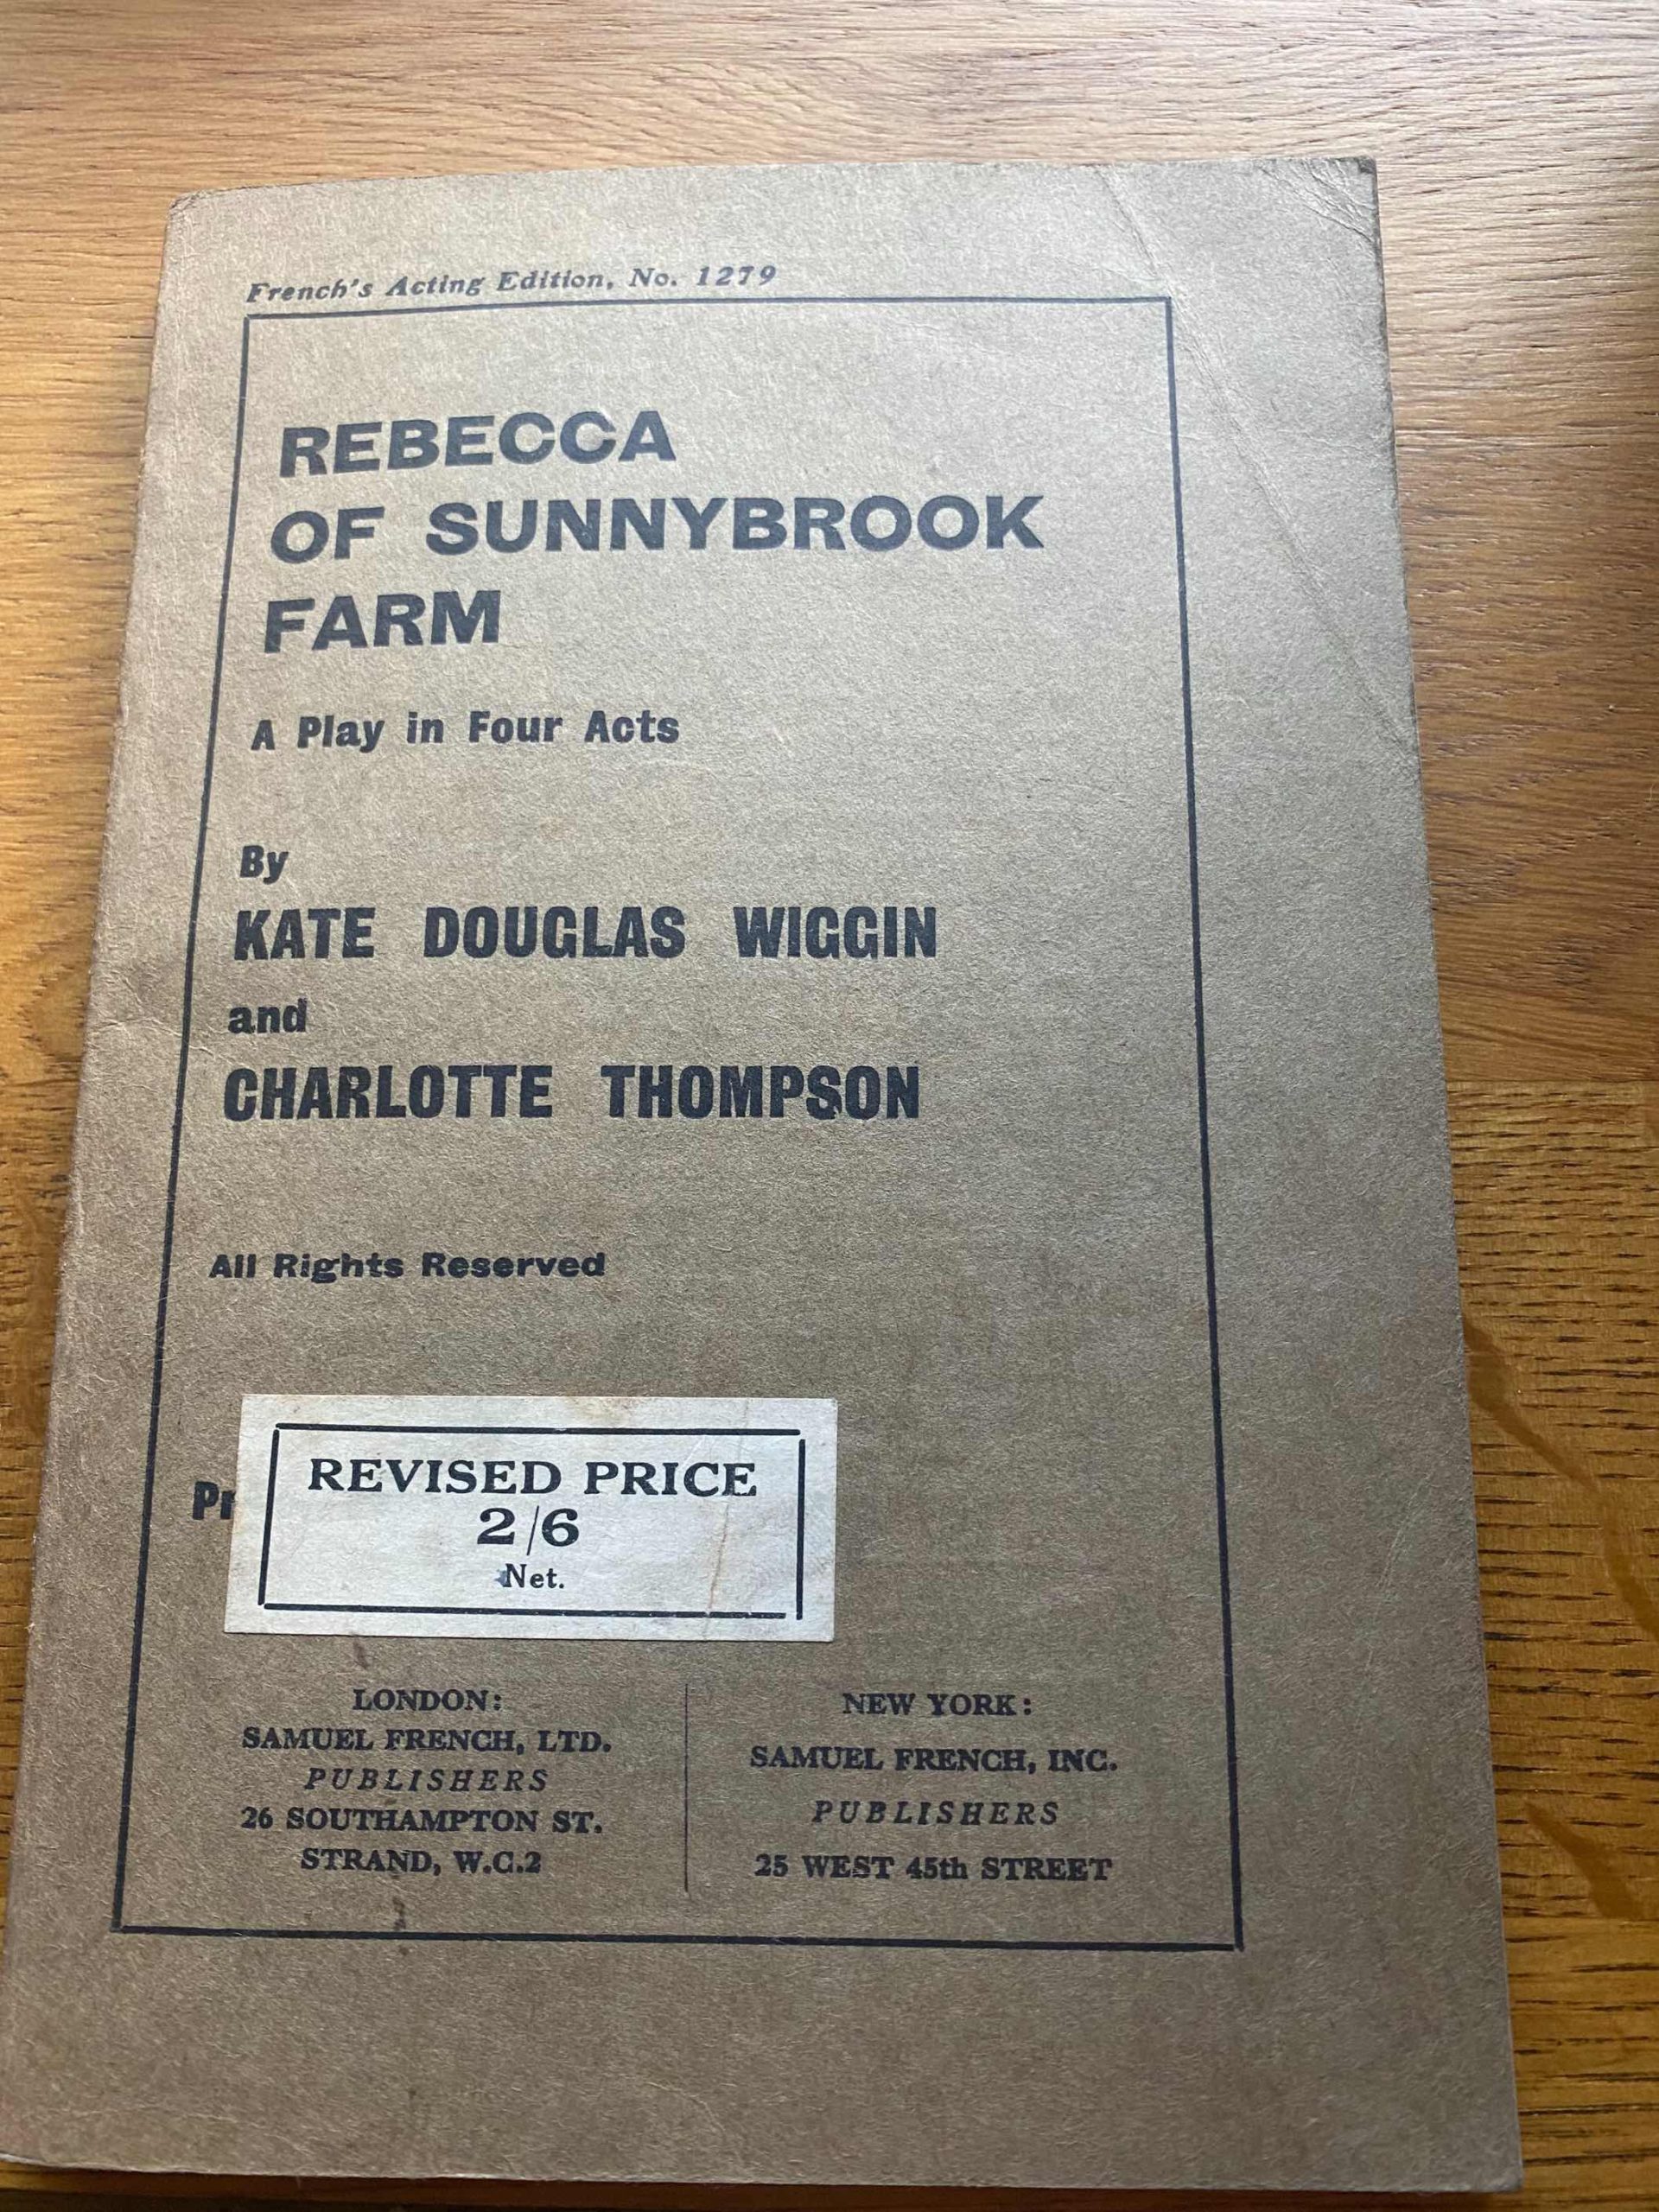 French's Acting Edition, No. 1279
REBECCA
OF SUNNYBROOK
FARM
A Play in Four Acts
By
KATE DOUGLAS WIGGIN
and
CHARLOTTE THOMPSON
All Rights Reserved
Pr
REVISED PRICE
2/6
Net.
LONDON:
SAMUEL FRENCH, LTD.
PUBLISHERS
26 SOUTHAMPTON ST.
STRAND, W.C.2
NEW YORK:
SAMUEL FRENCH, INC.
PUBLISHERS
25 WEST 45th STREET